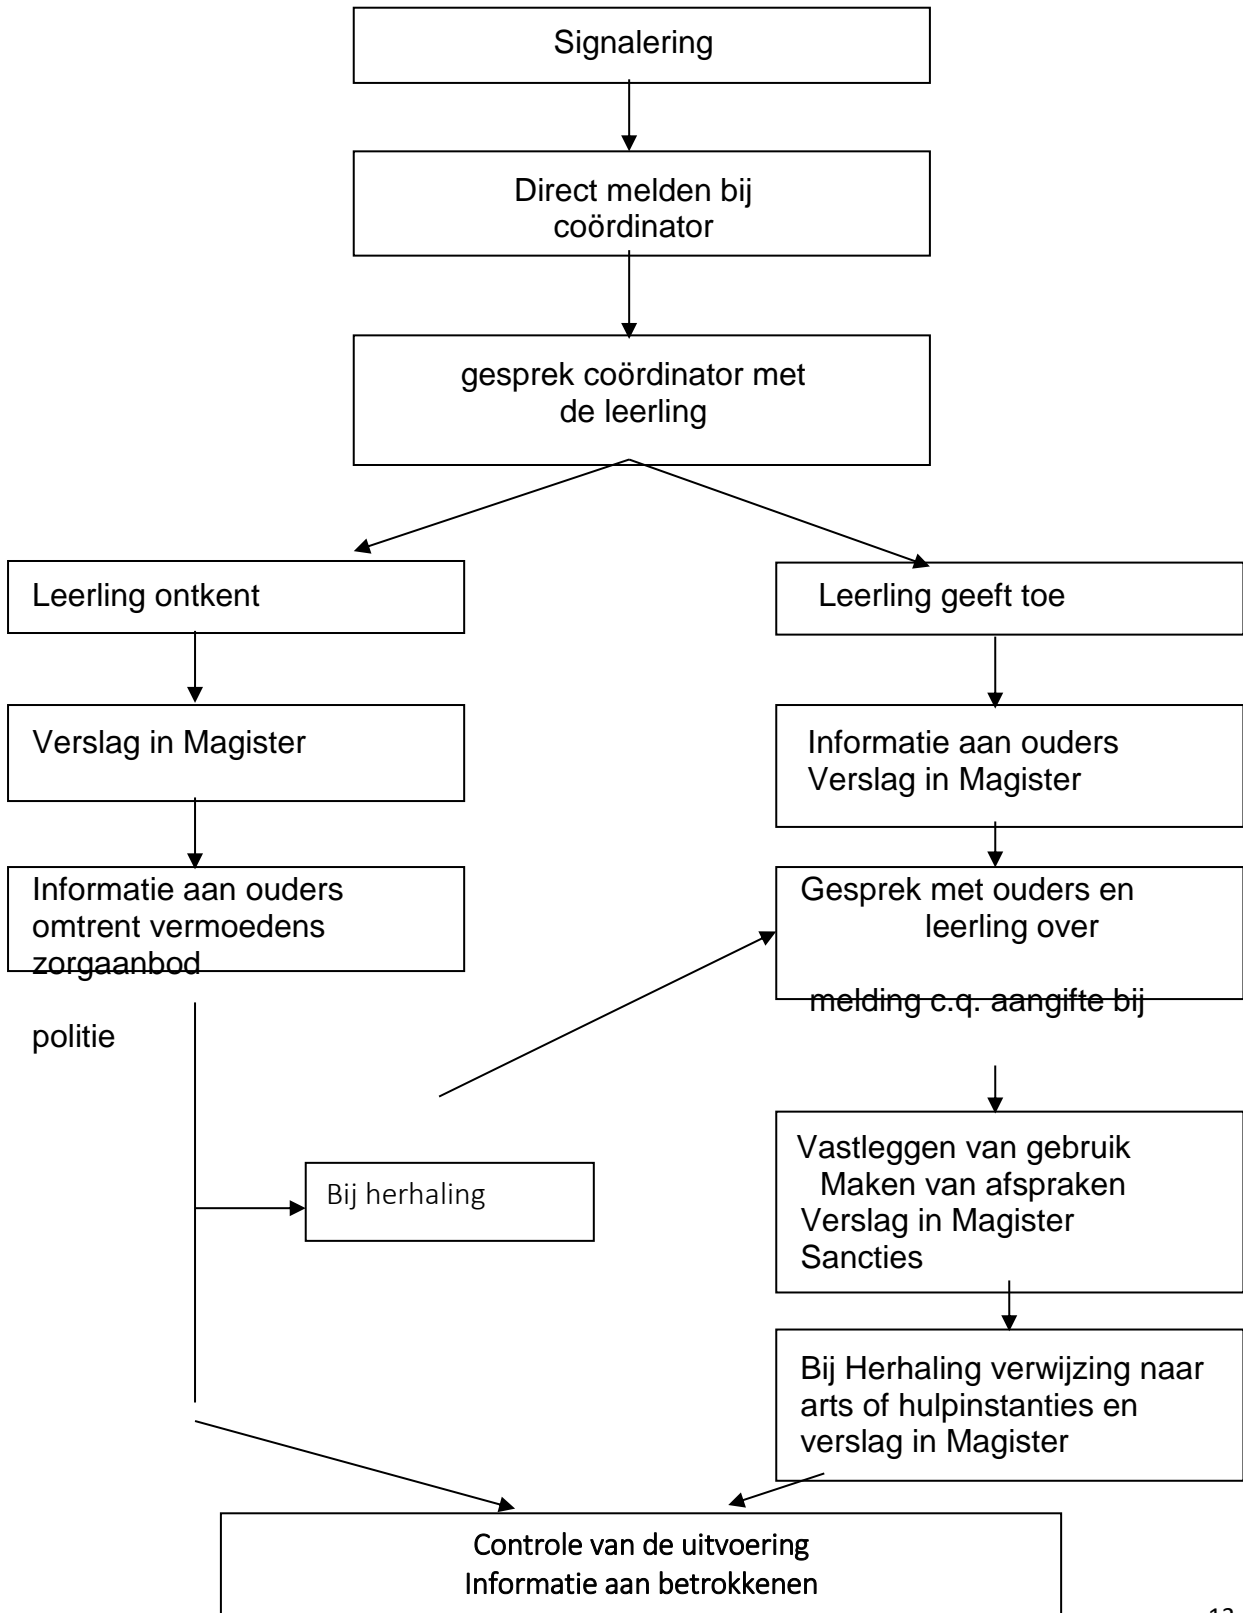 Signalering
Direct melden bij
coördinator
gesprek coördinator met
de leerling
Leerling ontkent
Leerling geeft toe
Verslag in Magister
Informatie aan ouders
Verslag in Magister
Informatie aan ouders
omtrent vermoedens
zorgaanbod
Gesprek met ouders en
leerling over
melding c.q. aangifte bij
politie
Bij herhaling
Vastleggen van gebruik
Maken van afspraken
Verslag in Magister
Sancties
Bij Herhaling verwijzing naar
arts of hulpinstanties en
verslag in Magister
Controle van de uitvoering
Informatie aan betrokkenen